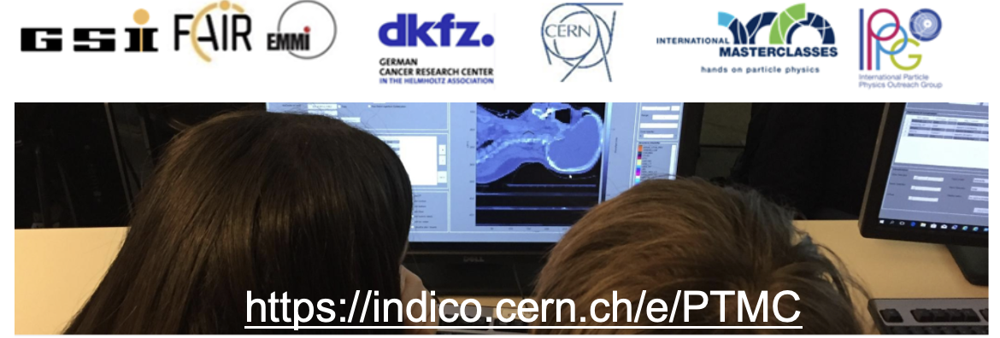 GSI FAIR EMMi
dkfz.
GERMAN
CANCER RESEARCH CENTER
IN THE HELMHOLTZ ASSOCIATION
CERN
INTERNATIONAL
MASTERCLASSES
hands on particle physics
IPPOG
International Particle
Physics Outreach Group
DELL
https://indico.cern.ch/e/PTMC